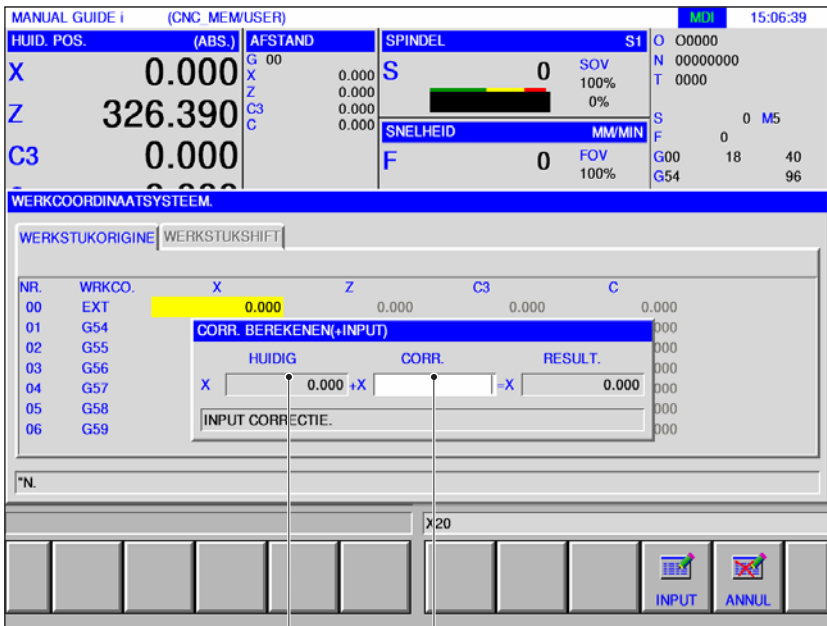 MANUAL GUIDE i (CNC_MEM/USER) MDI 15:06:39
HUID. POS. (ABS.)
X 0.000
Z 326.390
C3 0.000
AFSTAND
G 00
X 0.000
Z 0.000
C3 0.000
C 0.000
SPINDEL S1
S 0 SOV
100%
0%
SNELHEID MM/MIN
F 0 FOV
100%
O O0000
N 00000000
T 0000
S 0 M5
F 0
G00 18 40
G54 96
WERKCOORDINAATSYSTEEM.
WERKSTUKORIGINE WERKSTUKSHIFT
NR. WRKCO. X Z C3 C
00 EXT 0.000 0.000 0.000 0.000
01 G54
02 G55
03 G56
04 G57
05 G58
06 G59
CORR. BEREKENEN(+INPUT)
HUIDIG CORR. RESULT.
X 0.000 +X =X 0.000
INPUT CORRECTIE.
"N.
X20
INPUT ANNUL